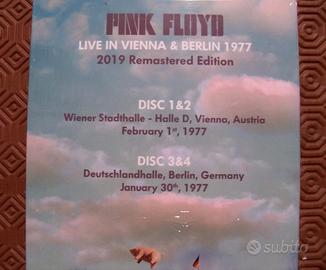 PINK FLOYD
LIVE IN VIENNA & BERLIN 1977
2019 Remastered Edition
DISC 1&2
Wiener Stadthalle - Halle D, Vienna, Austria
February 1st, 1977
DISC 3&4
Deutschlandhalle, Berlin, Germany
January 30th, 1977
subito